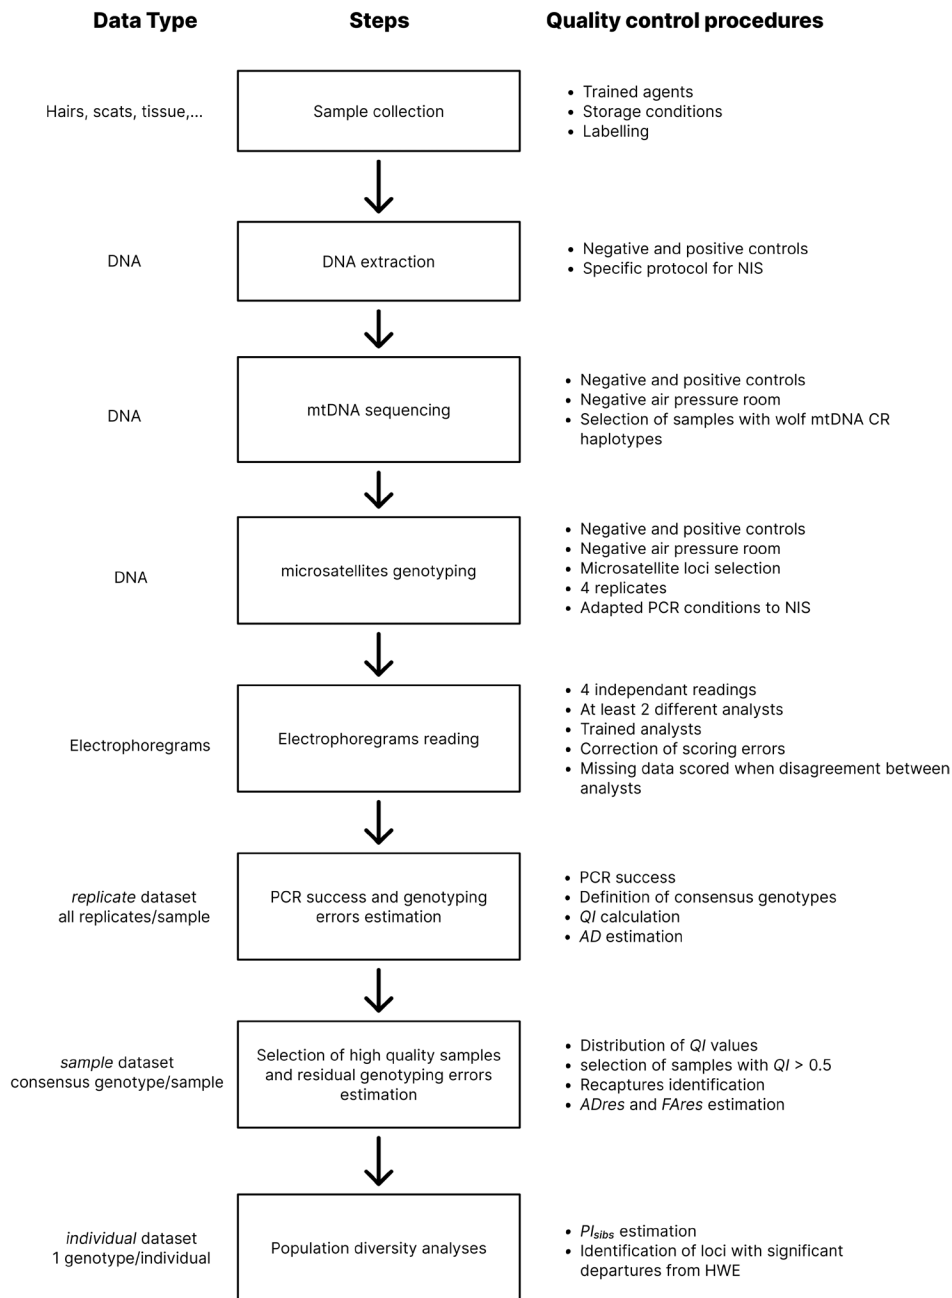 Data Type
Steps
Quality control procedures
Hairs, scats, tissue,...
Sample collection
• Trained agents
• Storage conditions
• Labelling
DNA
DNA extraction
• Negative and positive controls
• Specific protocol for NIS
DNA
mtDNA sequencing
• Negative and positive controls
• Negative air pressure room
• Selection of samples with wolf mtDNA CR
haplotypes
DNA
microsatellites genotyping
• Negative and positive controls
• Negative air pressure room
• Microsatellite loci selection
• 4 replicates
• Adapted PCR conditions to NIS
Electrophoregrams
Electrophoregrams reading
• 4 independant readings
• At least 2 different analysts
• Trained analysts
• Correction of scoring errors
• Missing data scored when disagreement between
analysts
replicate dataset
all replicates/sample
PCR success and genotyping
errors estimation
• PCR success
• Definition of consensus genotypes
• QI calculation
• AD estimation
sample dataset
consensus genotype/sample
Selection of high quality samples
and residual genotyping errors
estimation
• Distribution of QI values
• selection of samples with QI > 0.5
• Recaptures identification
• ADres and FAres estimation
individual dataset
1 genotype/individual
Population diversity analyses
• PIsibs estimation
• Identification of loci with significant
departures from HWE